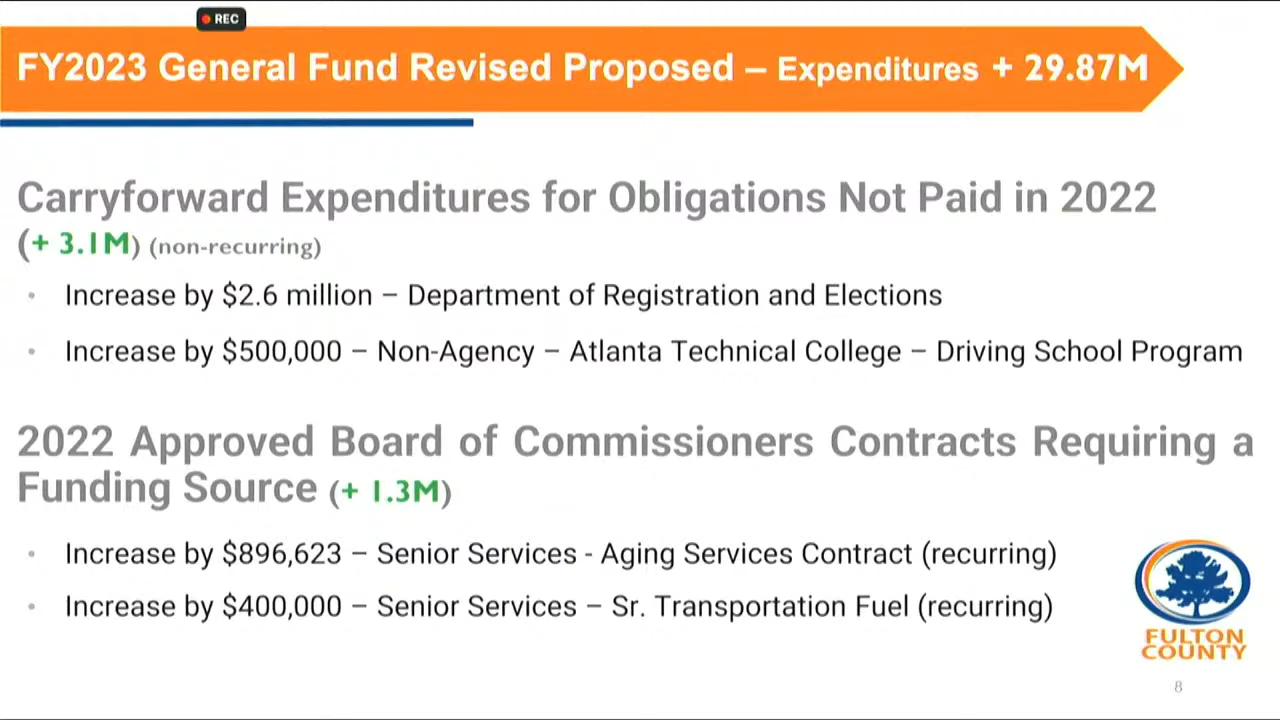 REC
FY2023 General Fund Revised Proposed – Expenditures + 29.87M
Carryforward Expenditures for Obligations Not Paid in 2022
(+ 3.1M) (non-recurring)
• Increase by $2.6 million – Department of Registration and Elections
• Increase by $500,000 – Non-Agency – Atlanta Technical College – Driving School Program
2022 Approved Board of Commissioners Contracts Requiring a
Funding Source (+ 1.3M)
• Increase by $896,623 – Senior Services - Aging Services Contract (recurring)
• Increase by $400,000 – Senior Services – Sr. Transportation Fuel (recurring)
FULTON
COUNTY
8